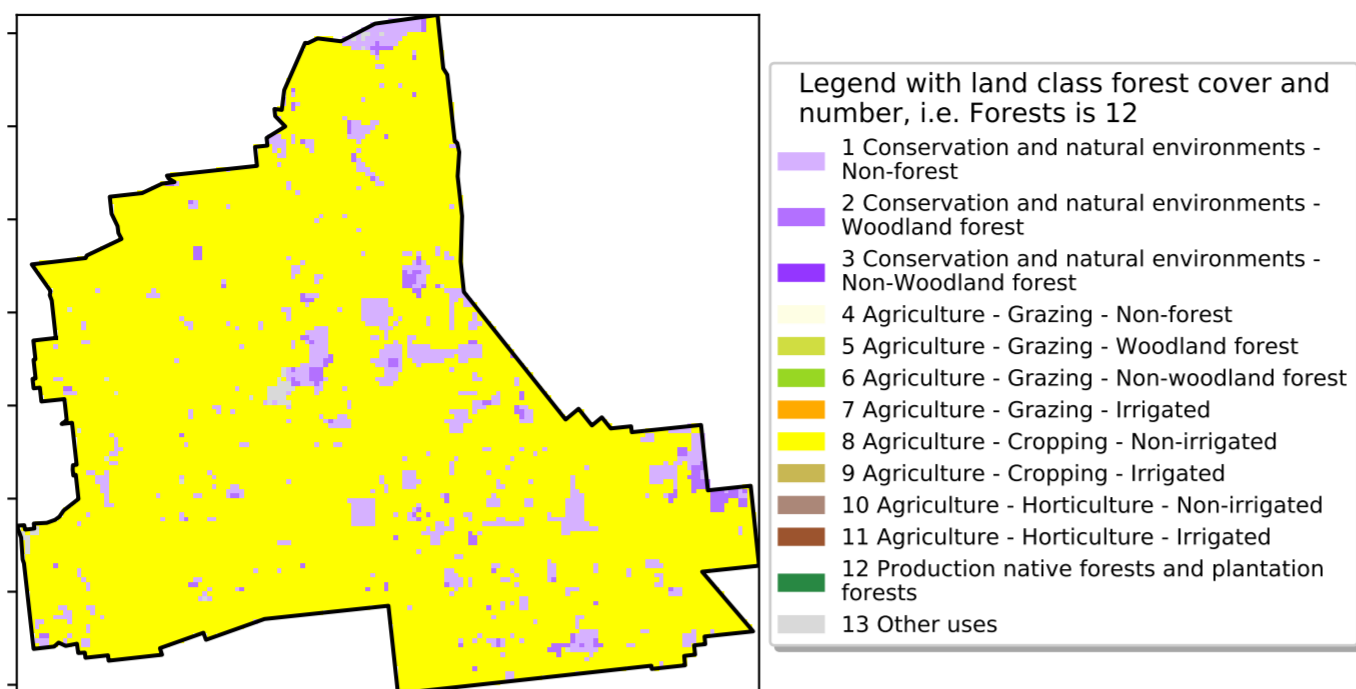 Legend with land class forest cover and
number, i.e. Forests is 12
1 Conservation and natural environments -
Non-forest
2 Conservation and natural environments -
Woodland forest
3 Conservation and natural environments -
Non-Woodland forest
4 Agriculture - Grazing - Non-forest
5 Agriculture - Grazing - Woodland forest
6 Agriculture - Grazing - Non-woodland forest
7 Agriculture - Grazing - Irrigated
8 Agriculture - Cropping - Non-irrigated
9 Agriculture - Cropping - Irrigated
10 Agriculture - Horticulture - Non-irrigated
11 Agriculture - Horticulture - Irrigated
12 Production native forests and plantation
forests
13 Other uses